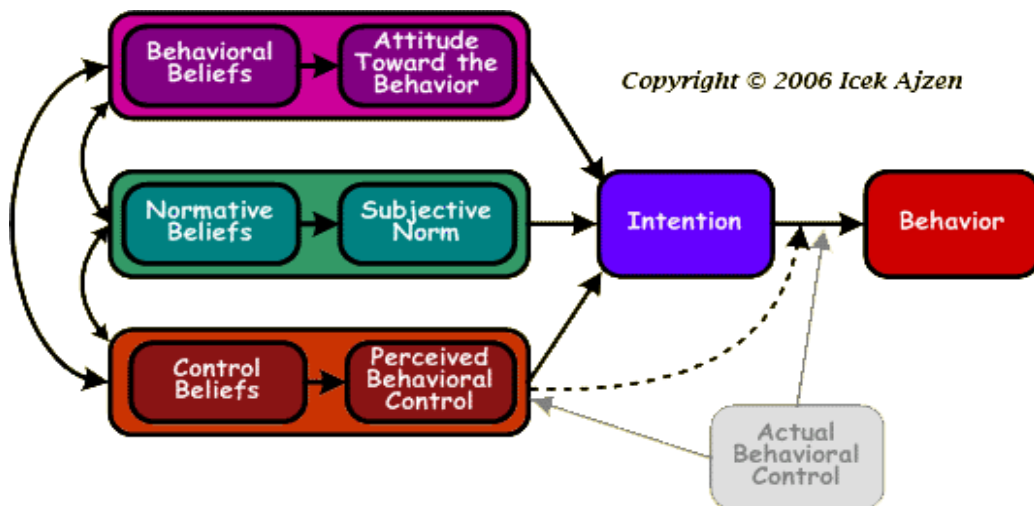 Behavioral
Beliefs
Attitude
Toward the
Behavior
Copyright © 2006 Icek Ajzen
Normative
Beliefs
Subjective
Norm
Intention
Behavior
Control
Beliefs
Perceived
Behavioral
Control
Actual
Behavioral
Control